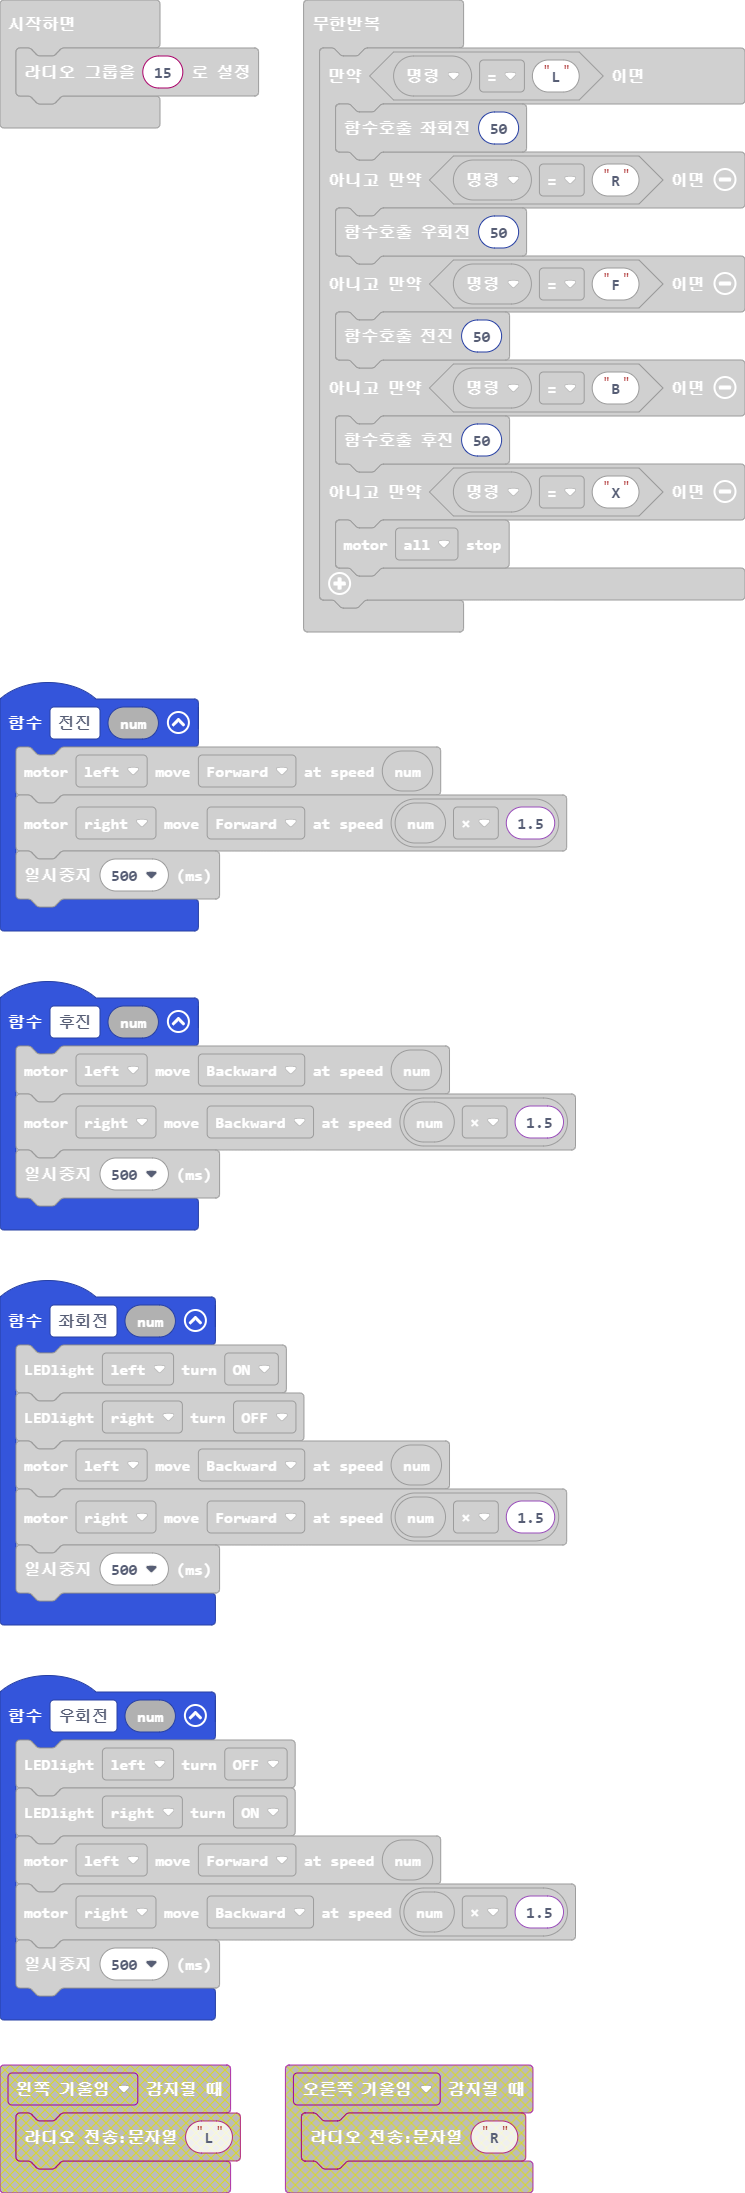 시작하면
라디오 그룹을 15 로 설정
무한반복
만약 명령 = "L" 이면
함수호출 좌회전 50
아니고 만약 명령 = "R" 이면
함수호출 우회전 50
아니고 만약 명령 = "F" 이면
함수호출 전진 50
아니고 만약 명령 = "B" 이면
함수호출 후진 50
아니고 만약 명령 = "X" 이면
motor all stop
함수 전진 num
motor left move Forward at speed num
motor right move Forward at speed num × 1.5
일시중지 500 (ms)
함수 후진 num
motor left move Backward at speed num
motor right move Backward at speed num × 1.5
일시중지 500 (ms)
함수 좌회전 num
LEDlight left turn ON
LEDlight right turn OFF
motor left move Backward at speed num
motor right move Forward at speed num × 1.5
일시중지 500 (ms)
함수 우회전 num
LEDlight left turn OFF
LEDlight right turn ON
motor left move Forward at speed num
motor right move Backward at speed num × 1.5
일시중지 500 (ms)
왼쪽 기울임 감지될 때
라디오 전송:문자열 "L"
오른쪽 기울임 감지될 때
라디오 전송:문자열 "R"